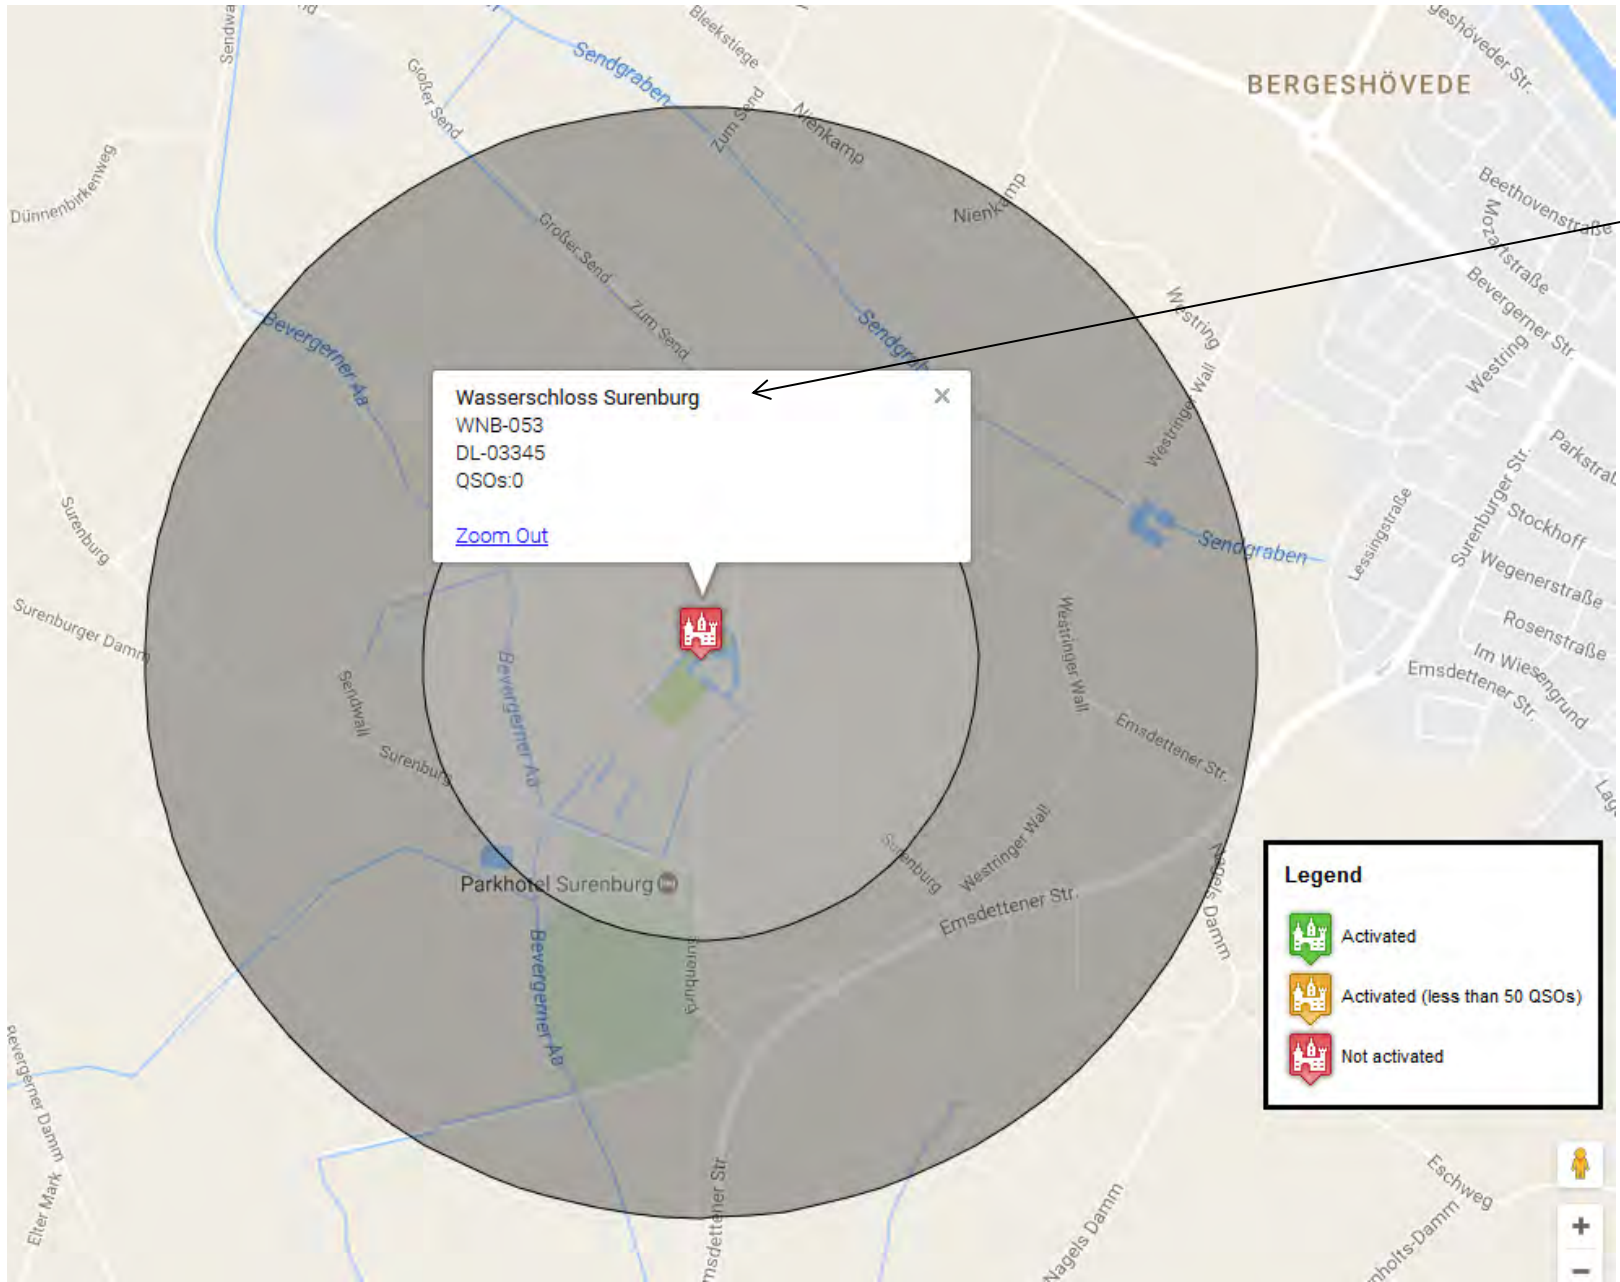 Sendgraben
Bleekstiege
Großer Send
Zum Send
Nienkamp
BERGESHÖVEDE
Dünnenbirkenweg
Nienkamp
Beethovenstraße
Mozartstraße
Bevergerner Str.
Westring
Westring
Großer Send
Zum Send
Bevergerner Aa
Westringer Wall
Wasserschloss Surenburg
WNB-053
DL-03345
QSOs:0
Zoom Out
Surenburg
Surenburger Damm
Sendgraben
Lessingstraße
Surenburger Str.
Stockhoff
Wegenerstraße
Rosenstraße
Im Wiesengrund
Emsdettener Str.
Westringer Wall
Emsdettener Str.
Bevergerner Aa
Sendwall
Surenburg
Parkhotel Surenburg
Surenburg
Westringer Wall
Emsdettener Str.
Nagels Damm
Bevergerner Aa
Surenburg
Legend
Activated
Activated (less than 50 QSOs)
Not activated
Bevergerner Damm
Elter Mark
Nagels Damm
Eschweg